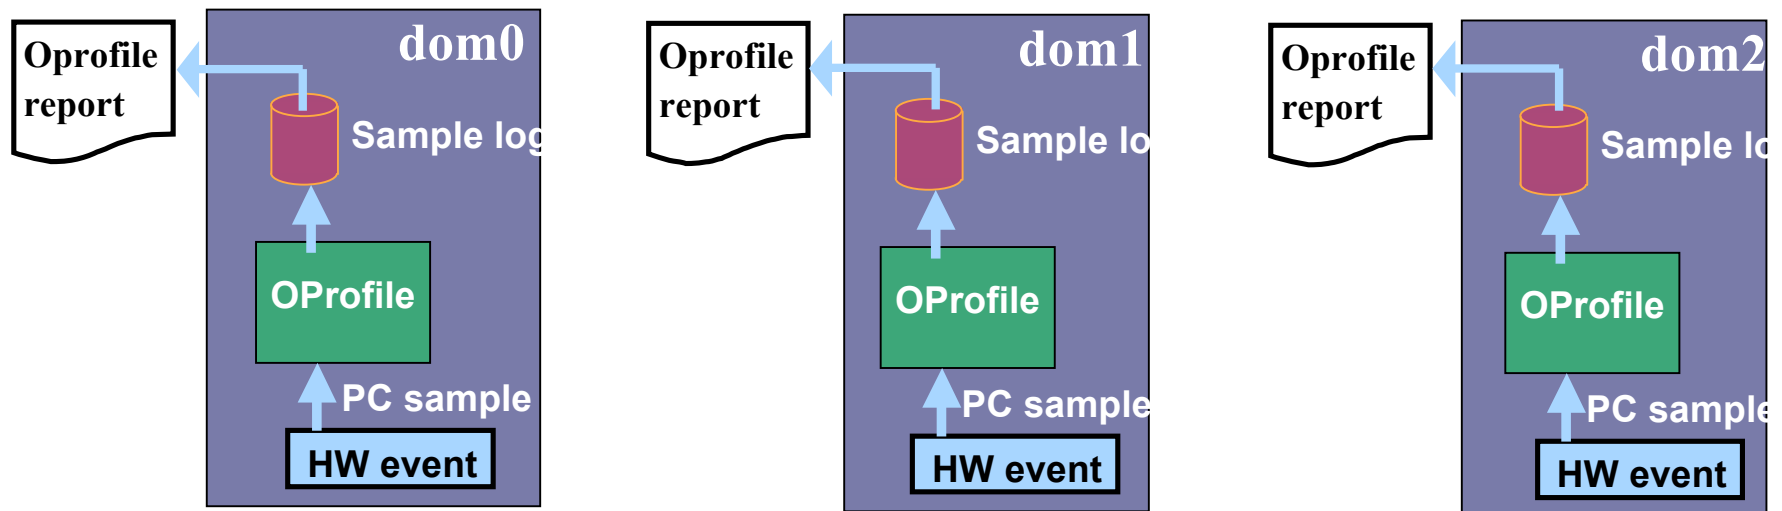 Oprofile
report
dom0
Sample log
OProfile
PC sample
HW event
Oprofile
report
dom1
Sample lo
OProfile
PC sample
HW event
Oprofile
report
dom2
Sample lo
OProfile
PC sample
HW event